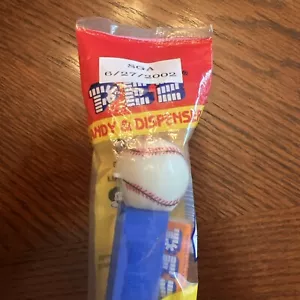 SGA
6/27/2002
PEZ
CANDY & DISPENSER